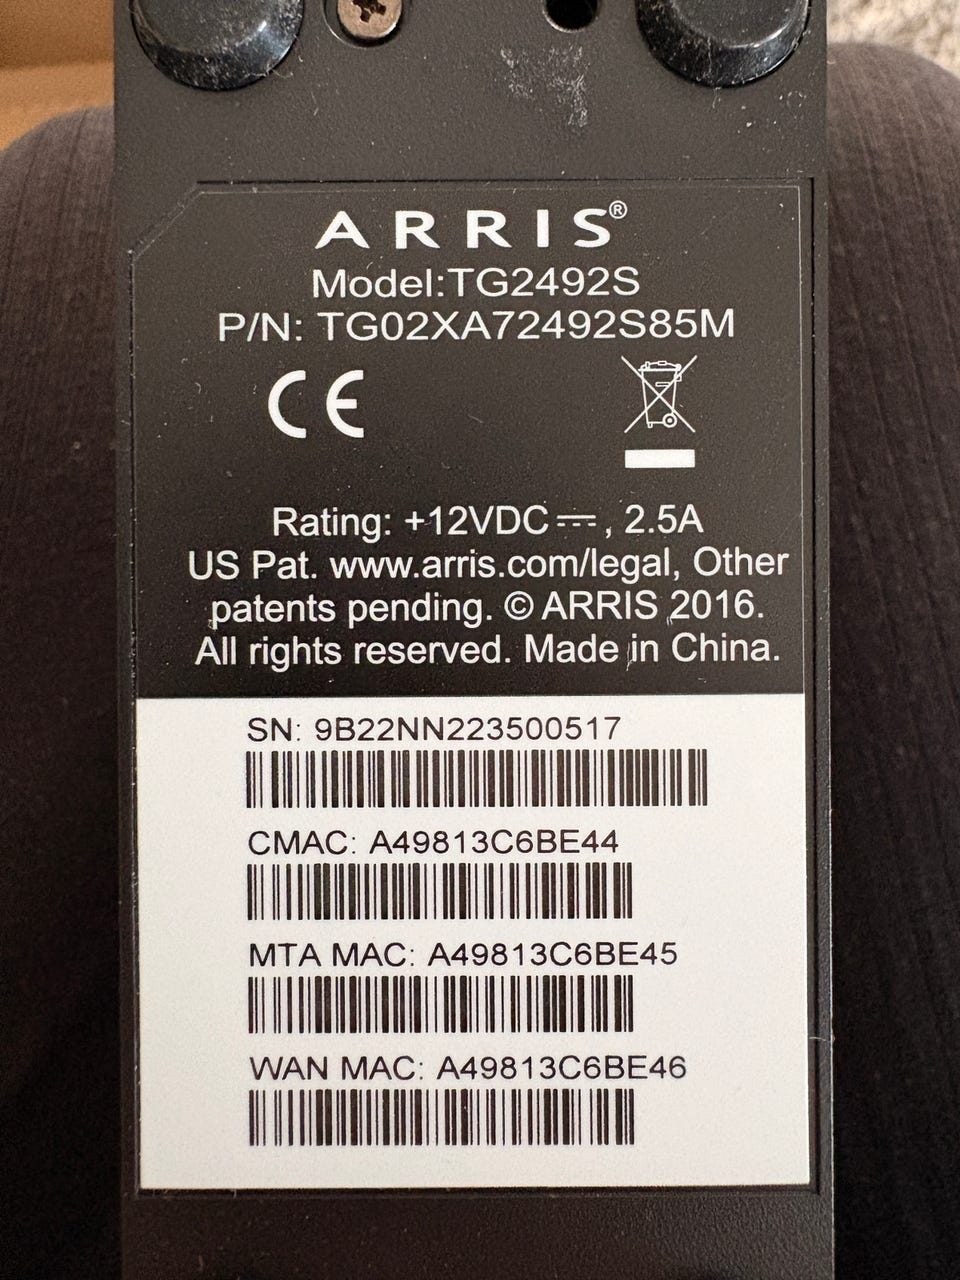 ARRIS®
Model:TG2492S
P/N: TG02XA72492S85M
CE
Rating: +12VDC⎓, 2.5A
US Pat. www.arris.com/legal, Other
patents pending. © ARRIS 2016.
All rights reserved. Made in China.
SN: 9B22NN223500517
CMAC: A49813C6BE44
MTA MAC: A49813C6BE45
WAN MAC: A49813C6BE46